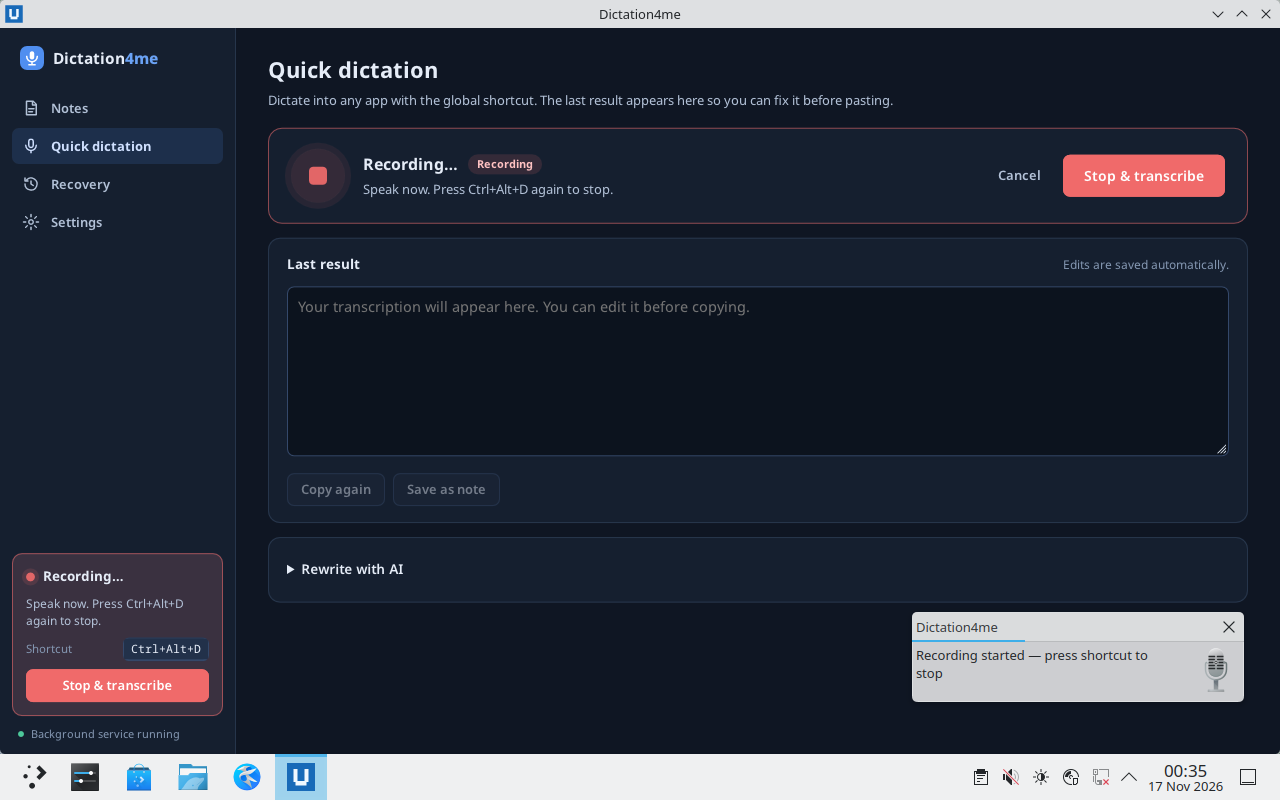 Dictation4me
Dictation4me
Notes
Quick dictation
Recovery
Settings
Recording...
Speak now. Press Ctrl+Alt+D
again to stop.
Shortcut
Ctrl+Alt+D
Stop & transcribe
Background service running
Quick dictation
Dictate into any app with the global shortcut. The last result appears here so you can fix it before pasting.
Recording...
Recording
Speak now. Press Ctrl+Alt+D again to stop.
Cancel
Stop & transcribe
Last result
Edits are saved automatically.
Your transcription will appear here. You can edit it before copying.
Copy again
Save as note
Rewrite with AI
Dictation4me
Recording started — press shortcut to
stop
00:35
17 Nov 2026